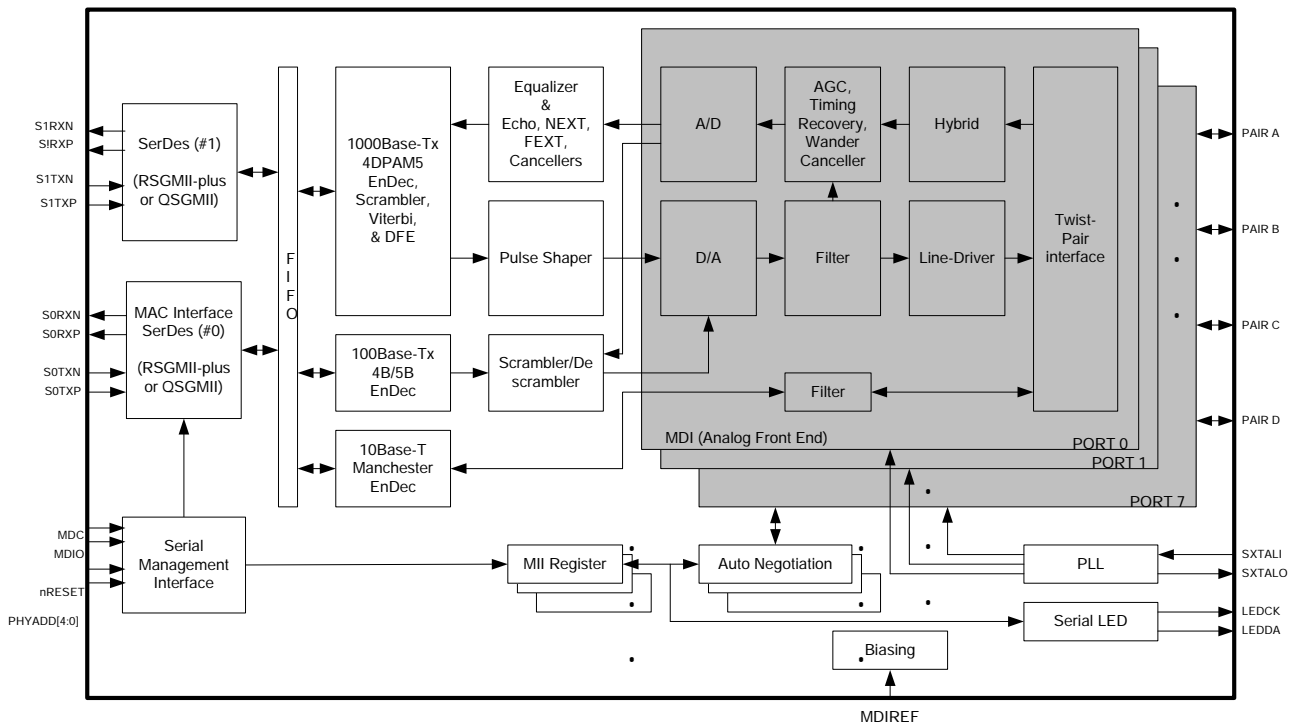 S1RXN
S!RXP
S1TXN
S1TXP
SerDes (#1)
(RSGMII-plus
or QSGMII)
S0RXN
S0RXP
S0TXN
S0TXP
MAC Interface
SerDes (#0)
(RSGMII-plus
or QSGMII)
MDC
MDIO
nRESET
PHYADD[4:0]
Serial
Management
Interface
F
I
F
O
1000Base-Tx
4DPAM5
EnDec,
Scrambler,
Viterbi,
& DFE
100Base-Tx
4B/5B
EnDec
10Base-T
Manchester
EnDec
Equalizer
&
Echo, NEXT,
FEXT,
Cancellers
Pulse Shaper
Scrambler/De
scrambler
A/D
AGC,
Timing
Recovery,
Wander
Canceller
Hybrid
D/A
Filter
Line-Driver
Twist-
Pair
interface
Filter
MDI (Analog Front End)
PORT 0
PORT 1
PORT 7
PAIR A
PAIR B
PAIR C
PAIR D
MII Register
Auto Negotiation
PLL
SXTALI
SXTALO
Serial LED
LEDCK
LEDDA
Biasing
MDIREF